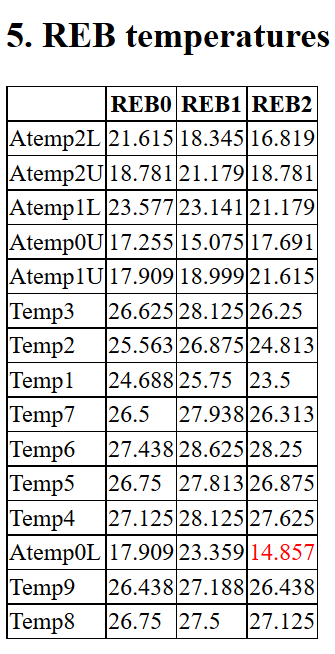 5. REB temperatures
REB0 REB1 REB2
Atemp2L 21.615 18.345 16.819
Atemp2U 18.781 21.179 18.781
Atemp1L 23.577 23.141 21.179
Atemp0U 17.255 15.075 17.691
Atemp1U 17.909 18.999 21.615
Temp3 26.625 28.125 26.25
Temp2 25.563 26.875 24.813
Temp1 24.688 25.75 23.5
Temp7 26.5 27.938 26.313
Temp6 27.438 28.625 28.25
Temp5 26.75 27.813 26.875
Temp4 27.125 28.125 27.625
Atemp0L 17.909 23.359 14.857
Temp9 26.438 27.188 26.438
Temp8 26.75 27.5 27.125